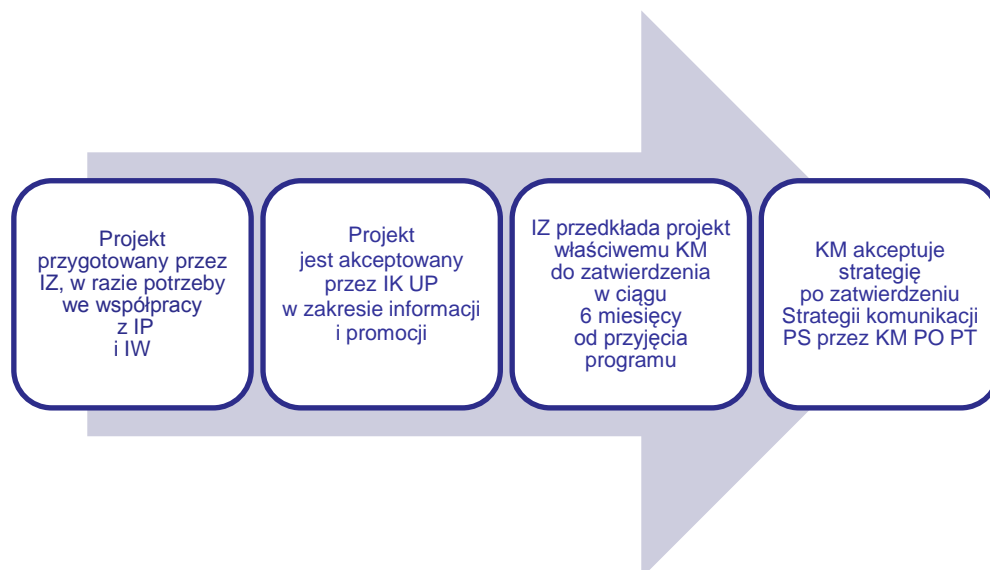 Projekt
przygotowany przez
IZ, w razie potrzeby
we współpracy
z IP
i IW
Projekt
jest akceptowany
przez IK UP
w zakresie informacji
i promocji
IZ przedkłada projekt
właściwemu KM
do zatwierdzenia
w ciągu
6 miesięcy
od przyjęcia
programu
KM akceptuje
strategię
po zatwierdzeniu
Strategii komunikacji
PS przez KM PO PT